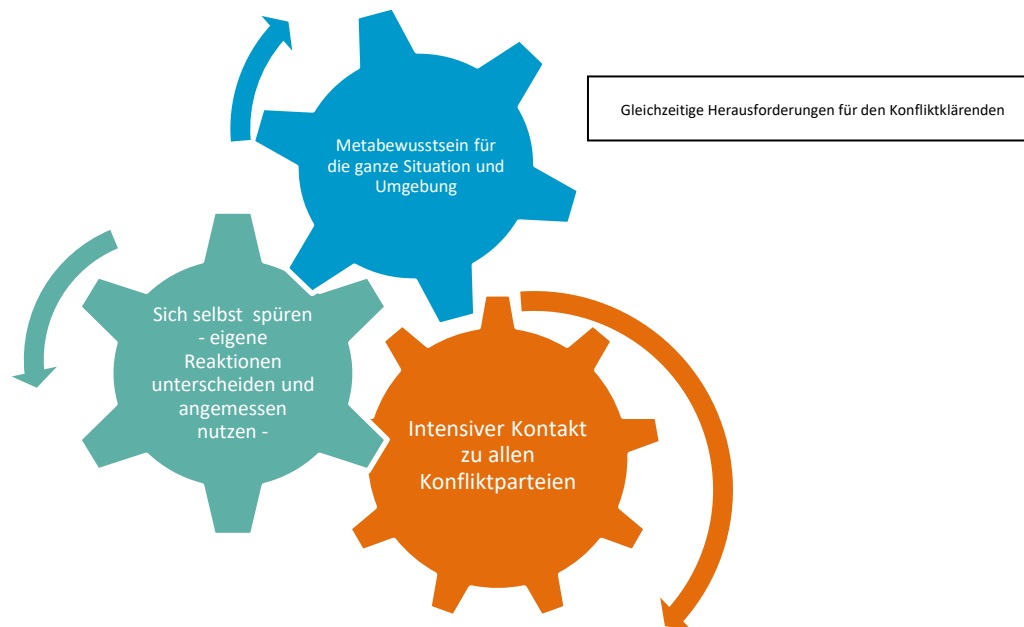 Gleichzeitige Herausforderungen für den Konfliktklärenden
Metabewusstsein für
die ganze Situation und
Umgebung
Sich selbst  spüren
- eigene
Reaktionen
unterscheiden und
angemessen
nutzen -
Intensiver Kontakt
zu allen
Konfliktparteien